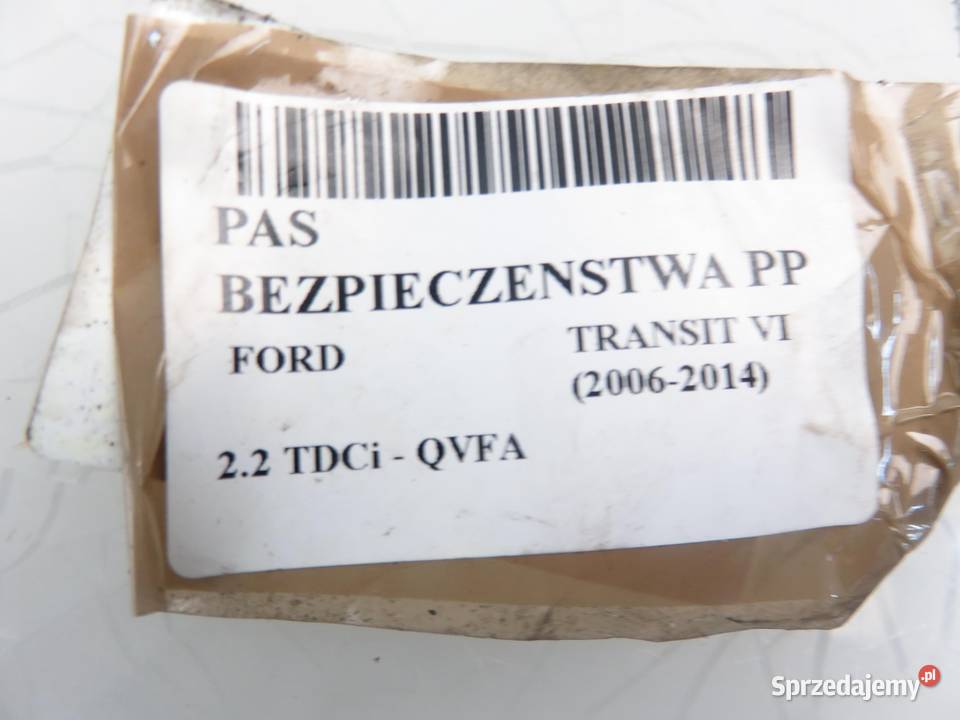 PAS
BEZPIECZENSTWA PP
FORD TRANSIT VI
(2006-2014)
2.2 TDCi - QVFA
Sprzedajemy.pl